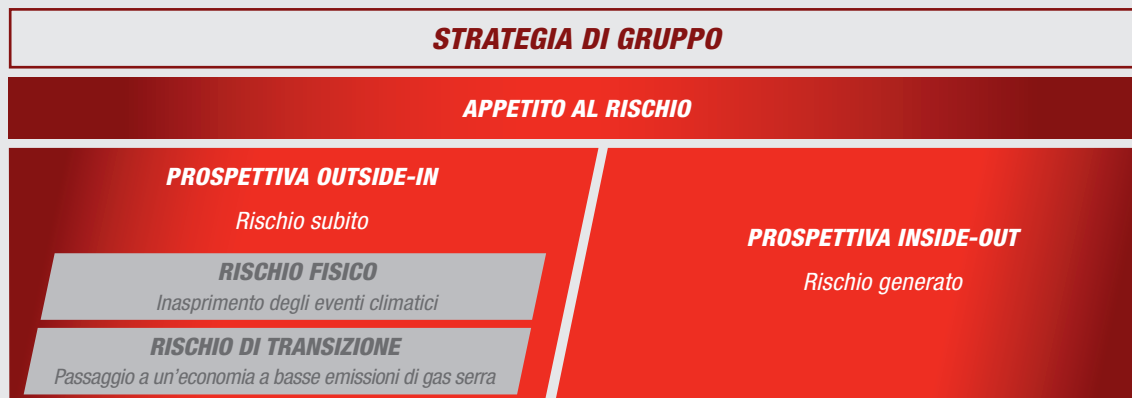 STRATEGIA DI GRUPPO
APPETITO AL RISCHIO
PROSPETTIVA OUTSIDE-IN
Rischio subito
RISCHIO FISICO
Inasprimento degli eventi climatici
RISCHIO DI TRANSIZIONE
Passaggio a un'economia a basse emissioni di gas serra
PROSPETTIVA INSIDE-OUT
Rischio generato